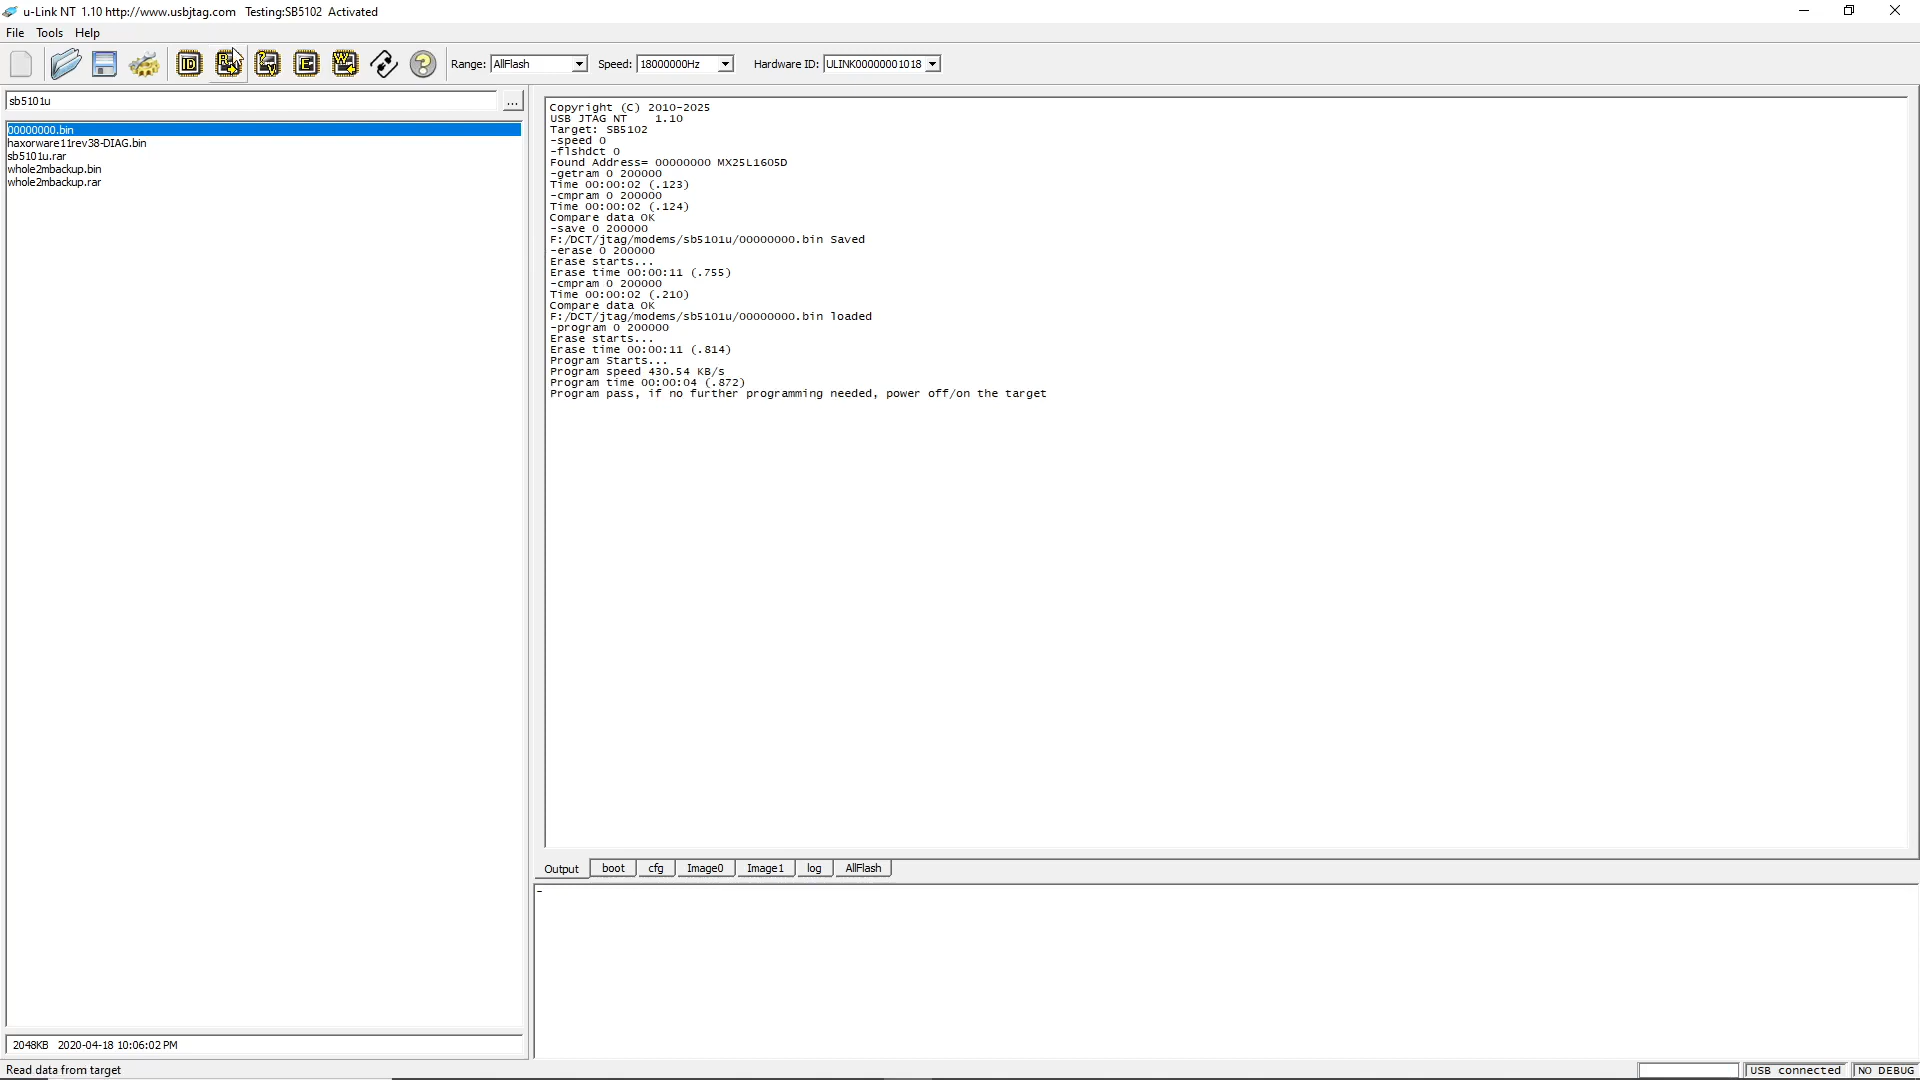 u-Link NT 1.10 http://www.usbjtag.com Testing:SB5102 Activated
File Tools Help
ID
E
Range: AllFlash Speed: 18000000Hz Hardware ID: ULINK00000001018
sb5101u ...
00000000.bin
haxorware11rev38-DIAG.bin
sb5101u.rar
whole2mbackup.bin
whole2mbackup.rar
Copyright (C) 2010-2025
USB JTAG NT 1.10
Target: SB5102
-speed 0
-flshdct 0
Found Address= 00000000 MX25L1605D
-getram 0 200000
Time 00:00:02 (.123)
-cmpram 0 200000
Time 00:00:02 (.124)
Compare data OK
-save 0 200000
F:/DCT/jtag/modems/sb5101u/00000000.bin Saved
-erase 0 200000
Erase starts...
Erase time 00:00:11 (.755)
-cmpram 0 200000
Time 00:00:02 (.210)
Compare data OK
F:/DCT/jtag/modems/sb5101u/00000000.bin loaded
-program 0 200000
Erase starts...
Erase time 00:00:11 (.814)
Program Starts...
Program speed 430.54 KB/s
Program time 00:00:04 (.872)
Program pass, if no further programming needed, power off/on the target
Output boot cfg Image0 Image1 log AllFlash
-
2048KB 2020-04-18 10:06:02 PM
Read data from target
USB connected NO DEBUG